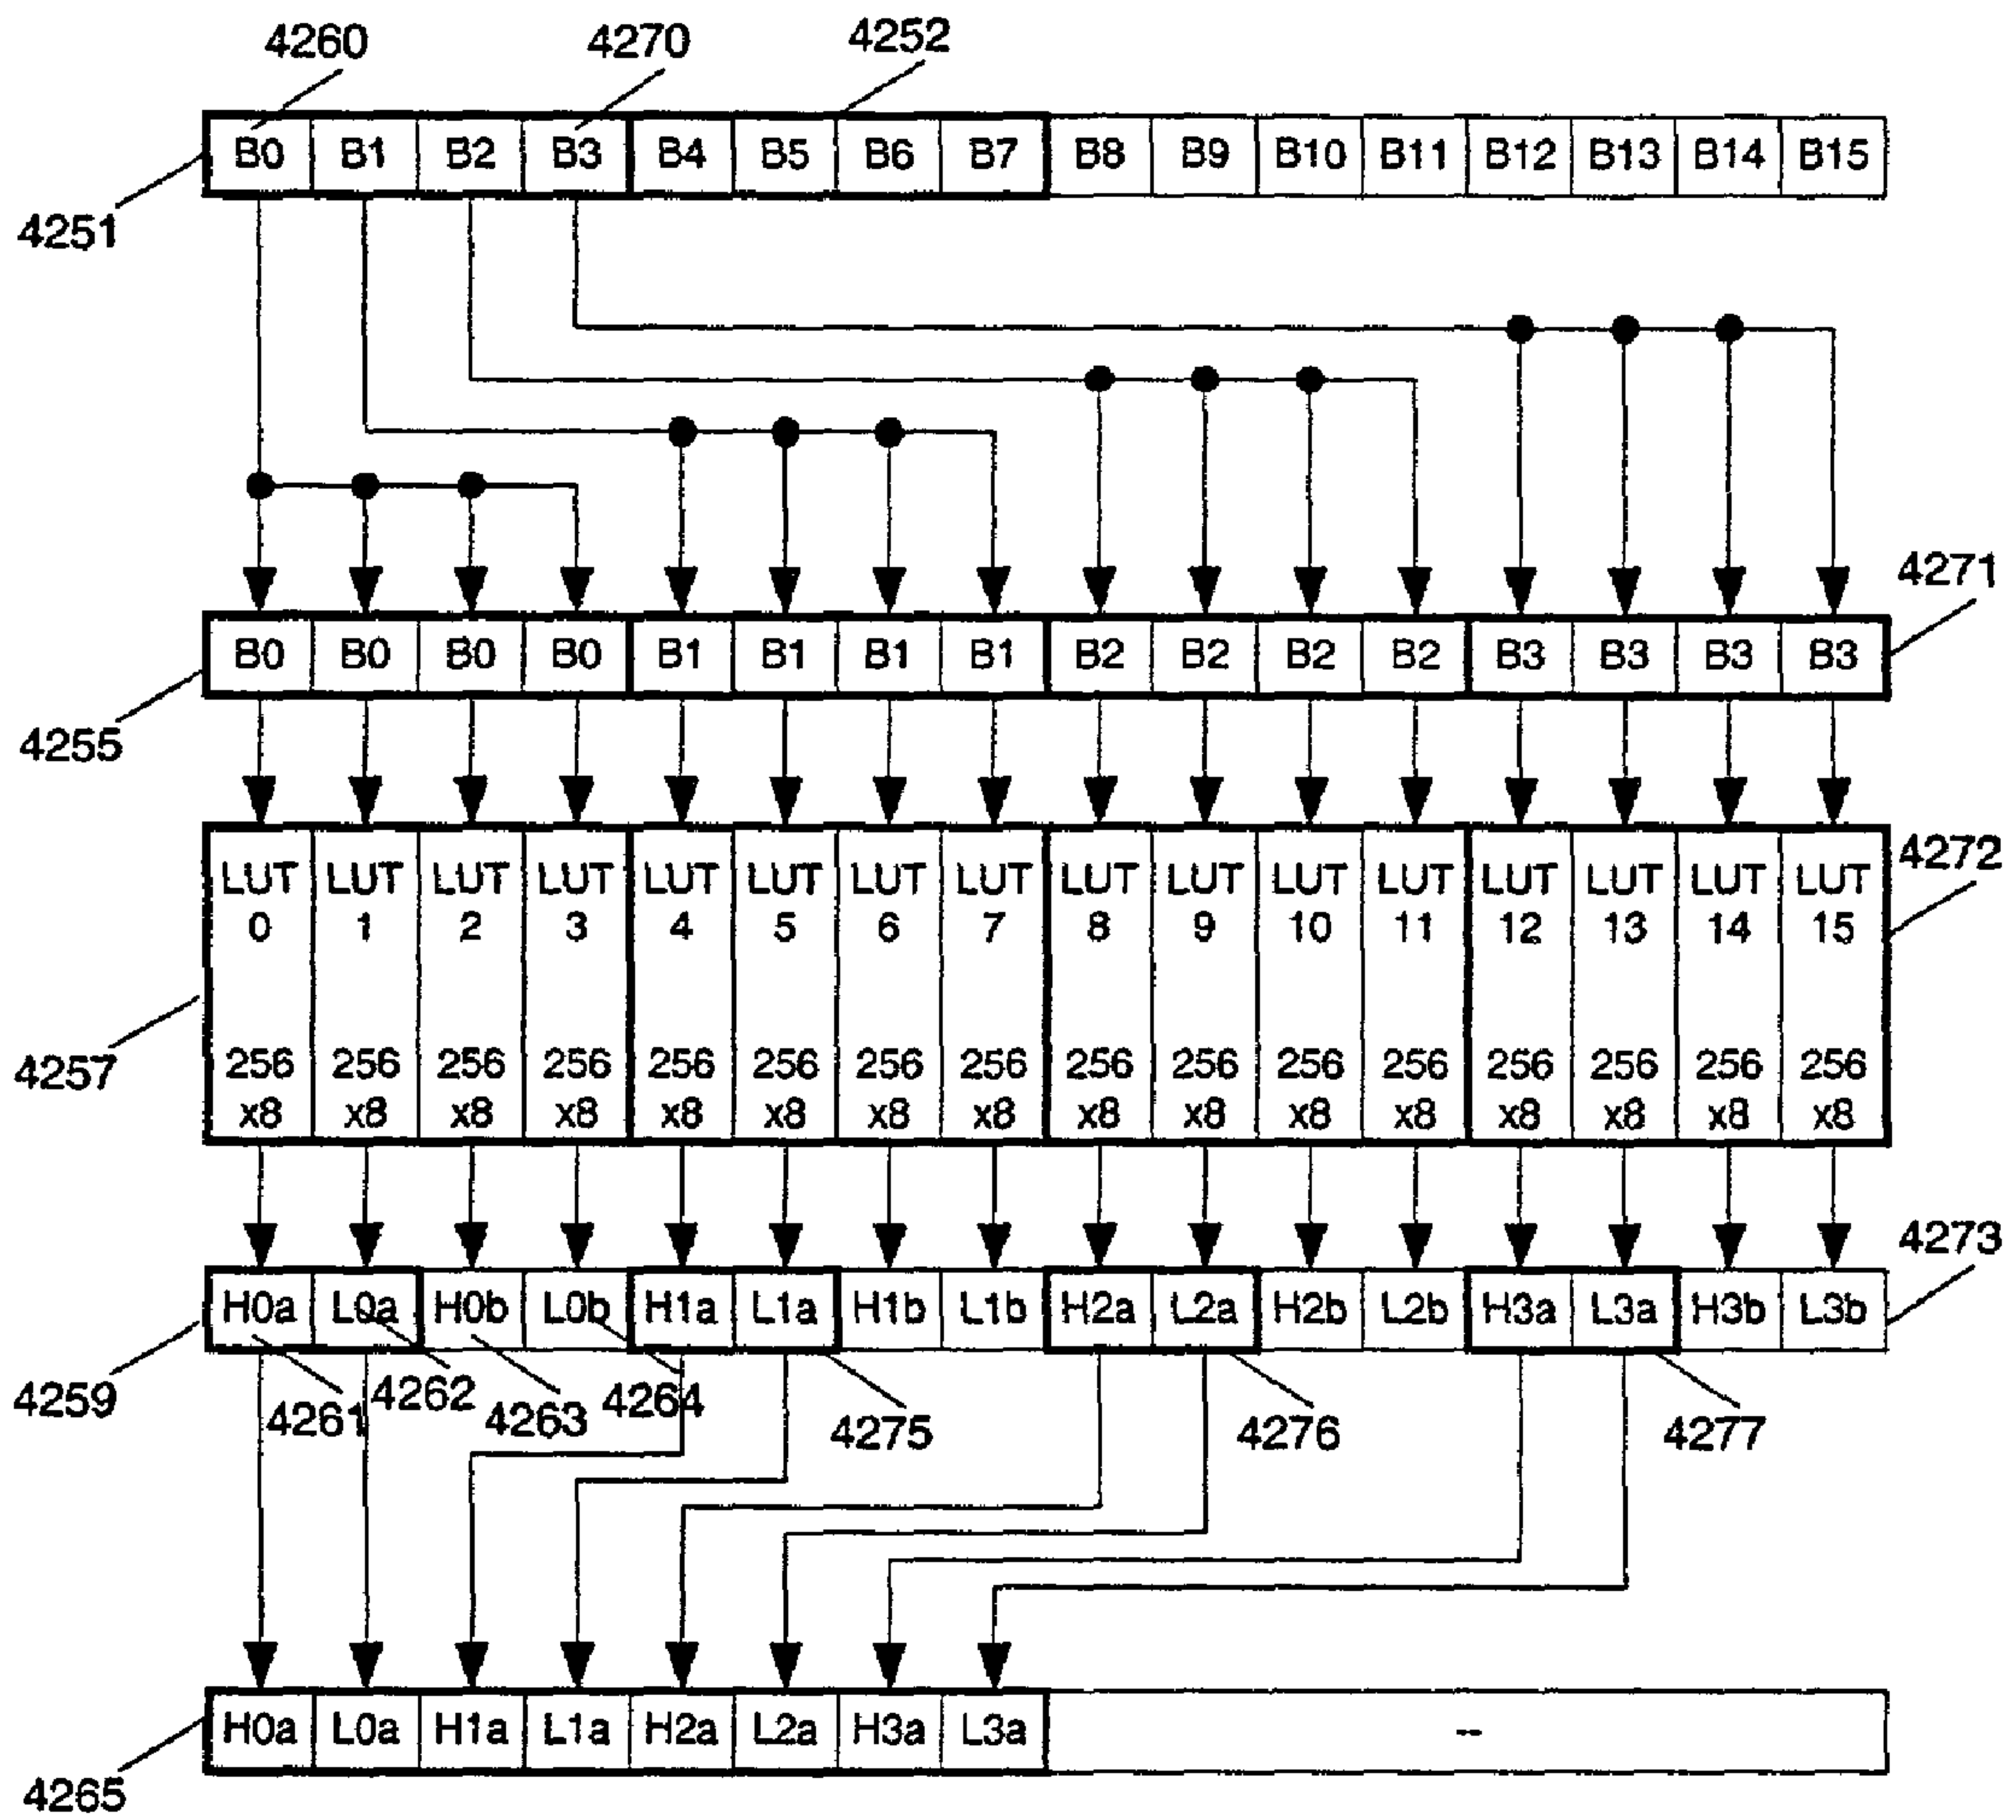 4260 4270 4252
B0 B1 B2 B3 B4 B5 B6 B7 B8 B9 B10 B11 B12 B13 B14 B15
4251
4271
B0 B0 B0 B0 B1 B1 B1 B1 B2 B2 B2 B2 B3 B3 B3 B3
4255
4272
LUT LUT LUT LUT LUT LUT LUT LUT LUT LUT LUT LUT LUT LUT LUT LUT
0 1 2 3 4 5 6 7 8 9 10 11 12 13 14 15
4257
256 256 256 256 256 256 256 256 256 256 256 256 256 256 256 256
x8 x8 x8 x8 x8 x8 x8 x8 x8 x8 x8 x8 x8 x8 x8 x8
4273
H0a L0a H0b L0b H1a L1a H1b L1b H2a L2a H2b L2b H3a L3a H3b L3b
4259 4261 4262 4263 4264 4275 4276 4277
H0a L0a H1a L1a H2a L2a H3a L3a --
4265